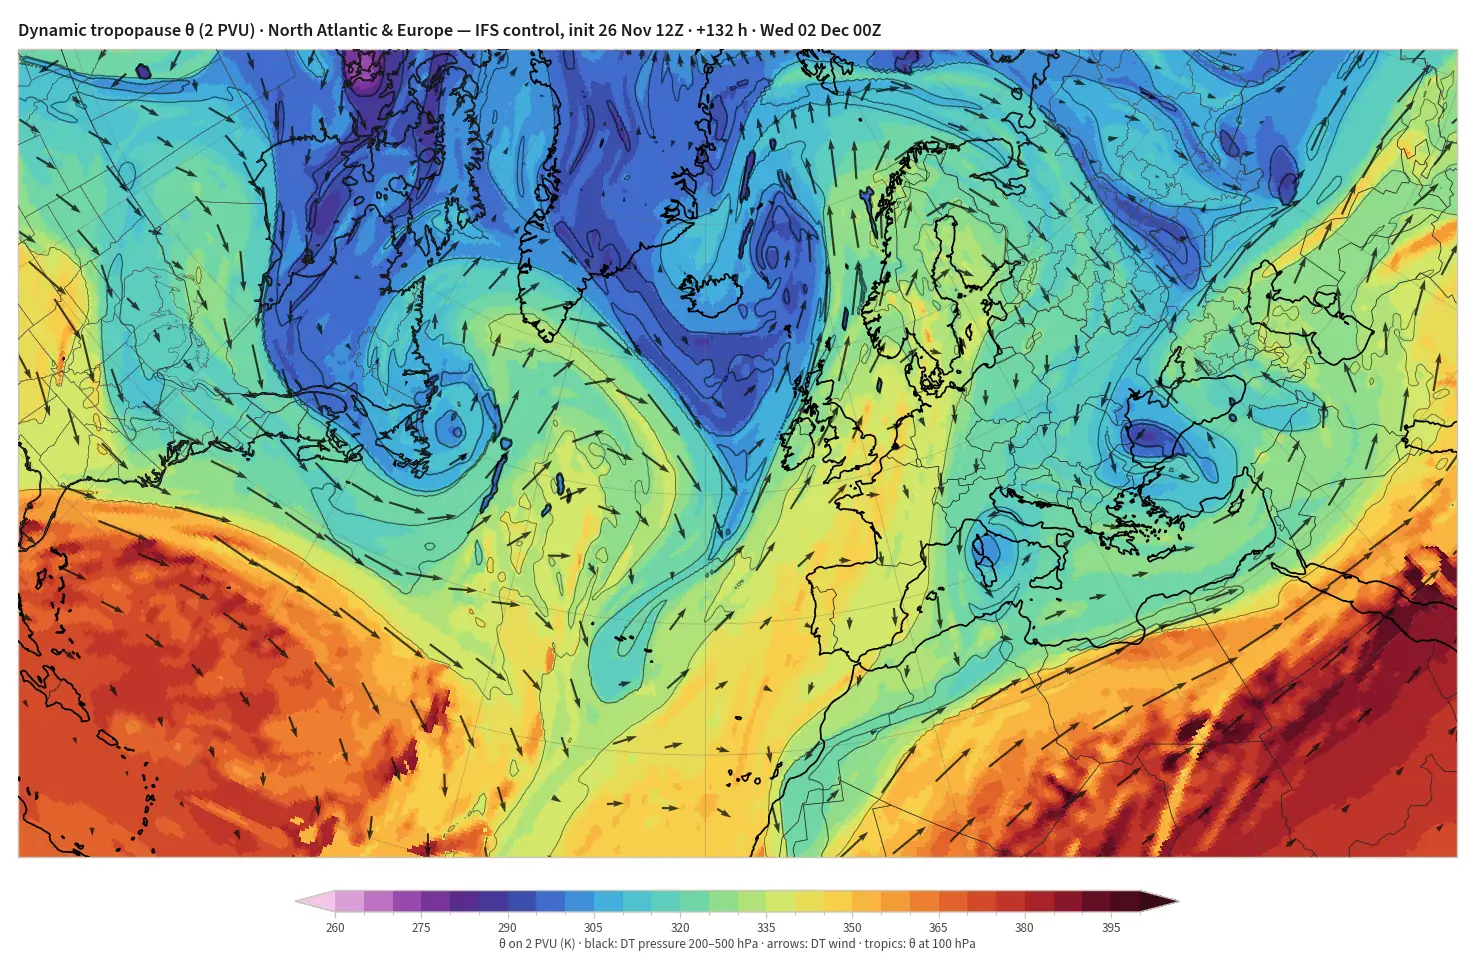 Dynamic tropopause θ (2 PVU) · North Atlantic & Europe — IFS control, init 26 Nov 12Z · +132 h · Wed 02 Dec 00Z
260 275 290 305 320 335 350 365 380 395
θ on 2 PVU (K) · black: DT pressure 200–500 hPa · arrows: DT wind · tropics: θ at 100 hPa